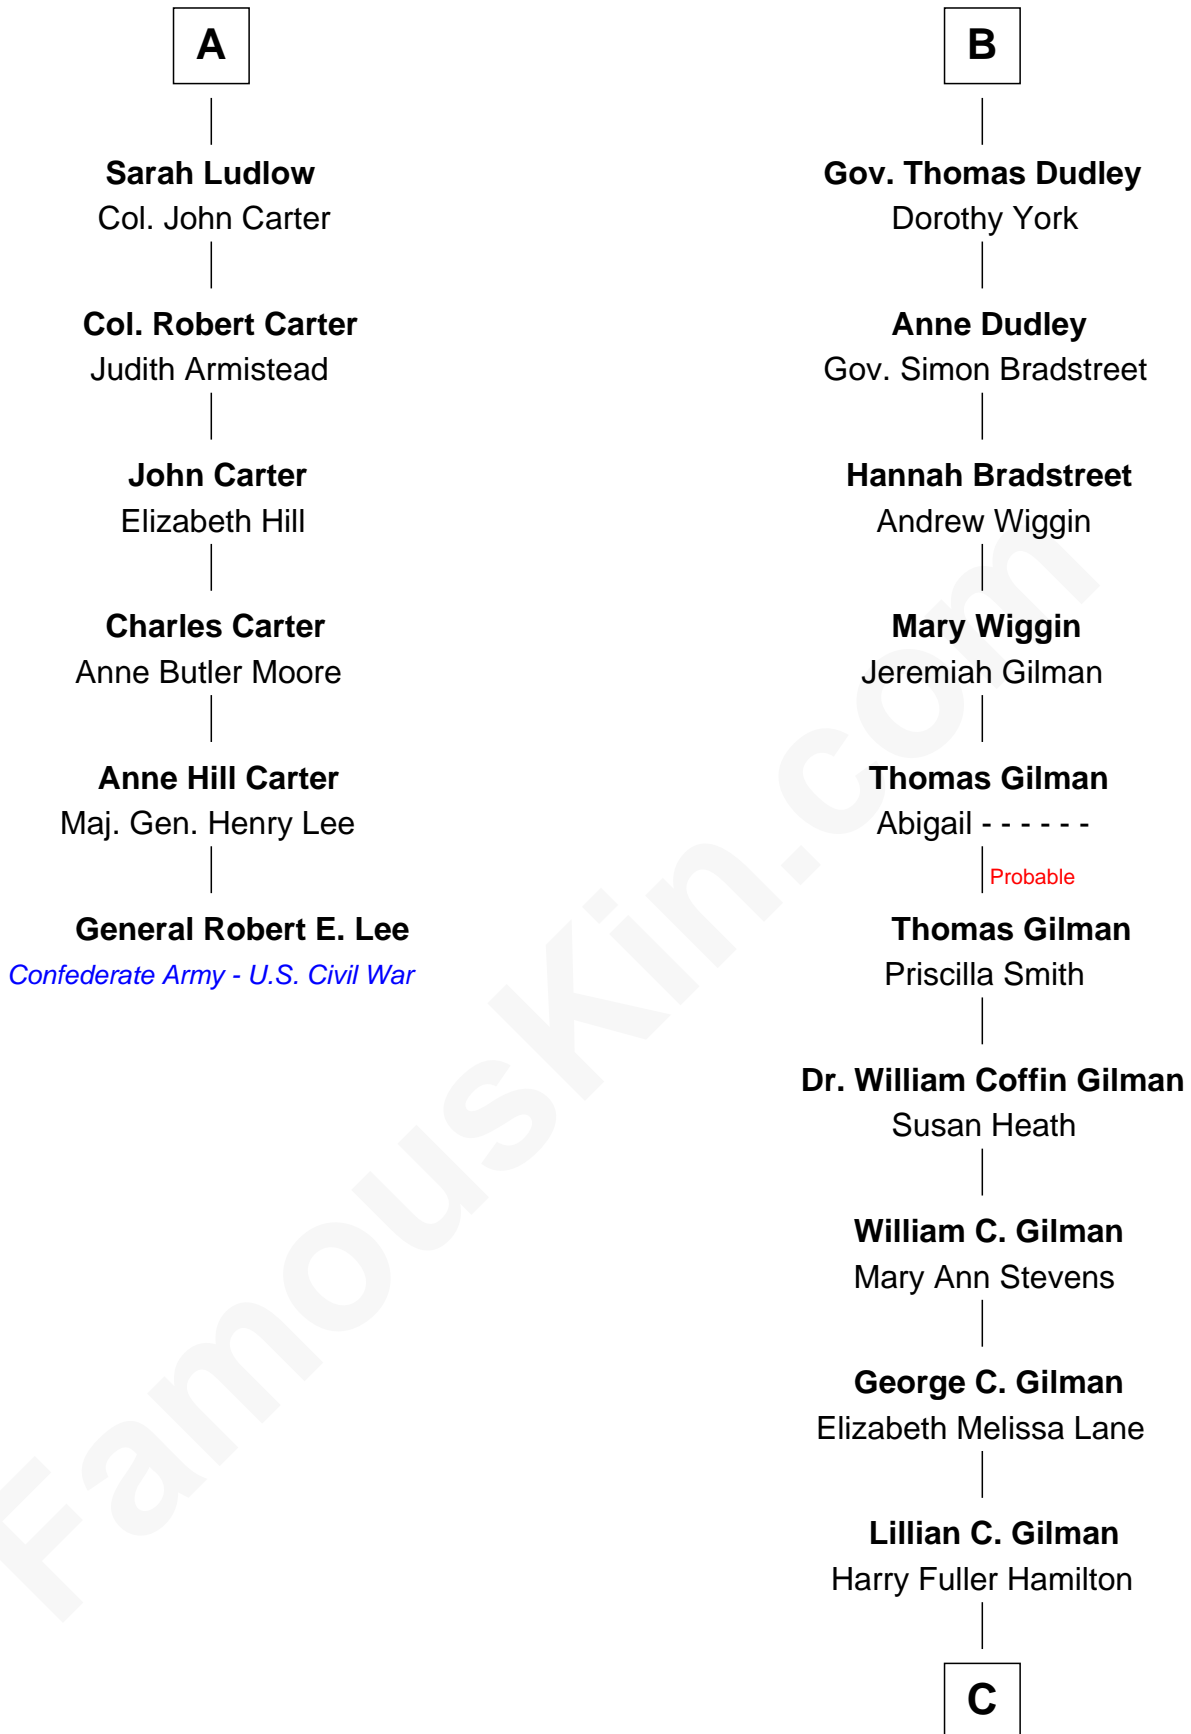 A
Sarah Ludlow
Col. John Carter
Col. Robert Carter
Judith Armistead
John Carter
Elizabeth Hill
Charles Carter
Anne Butler Moore
Anne Hill Carter
Maj. Gen. Henry Lee
General Robert E. Lee
Confederate Army - U.S. Civil War
B
Gov. Thomas Dudley
Dorothy York
Anne Dudley
Gov. Simon Bradstreet
Hannah Bradstreet
Andrew Wiggin
Mary Wiggin
Jeremiah Gilman
Thomas Gilman
Abigail - - - - - -
Probable
Thomas Gilman
Priscilla Smith
Dr. William Coffin Gilman
Susan Heath
William C. Gilman
Mary Ann Stevens
George C. Gilman
Elizabeth Melissa Lane
Lillian C. Gilman
Harry Fuller Hamilton
C
FamousKin.com